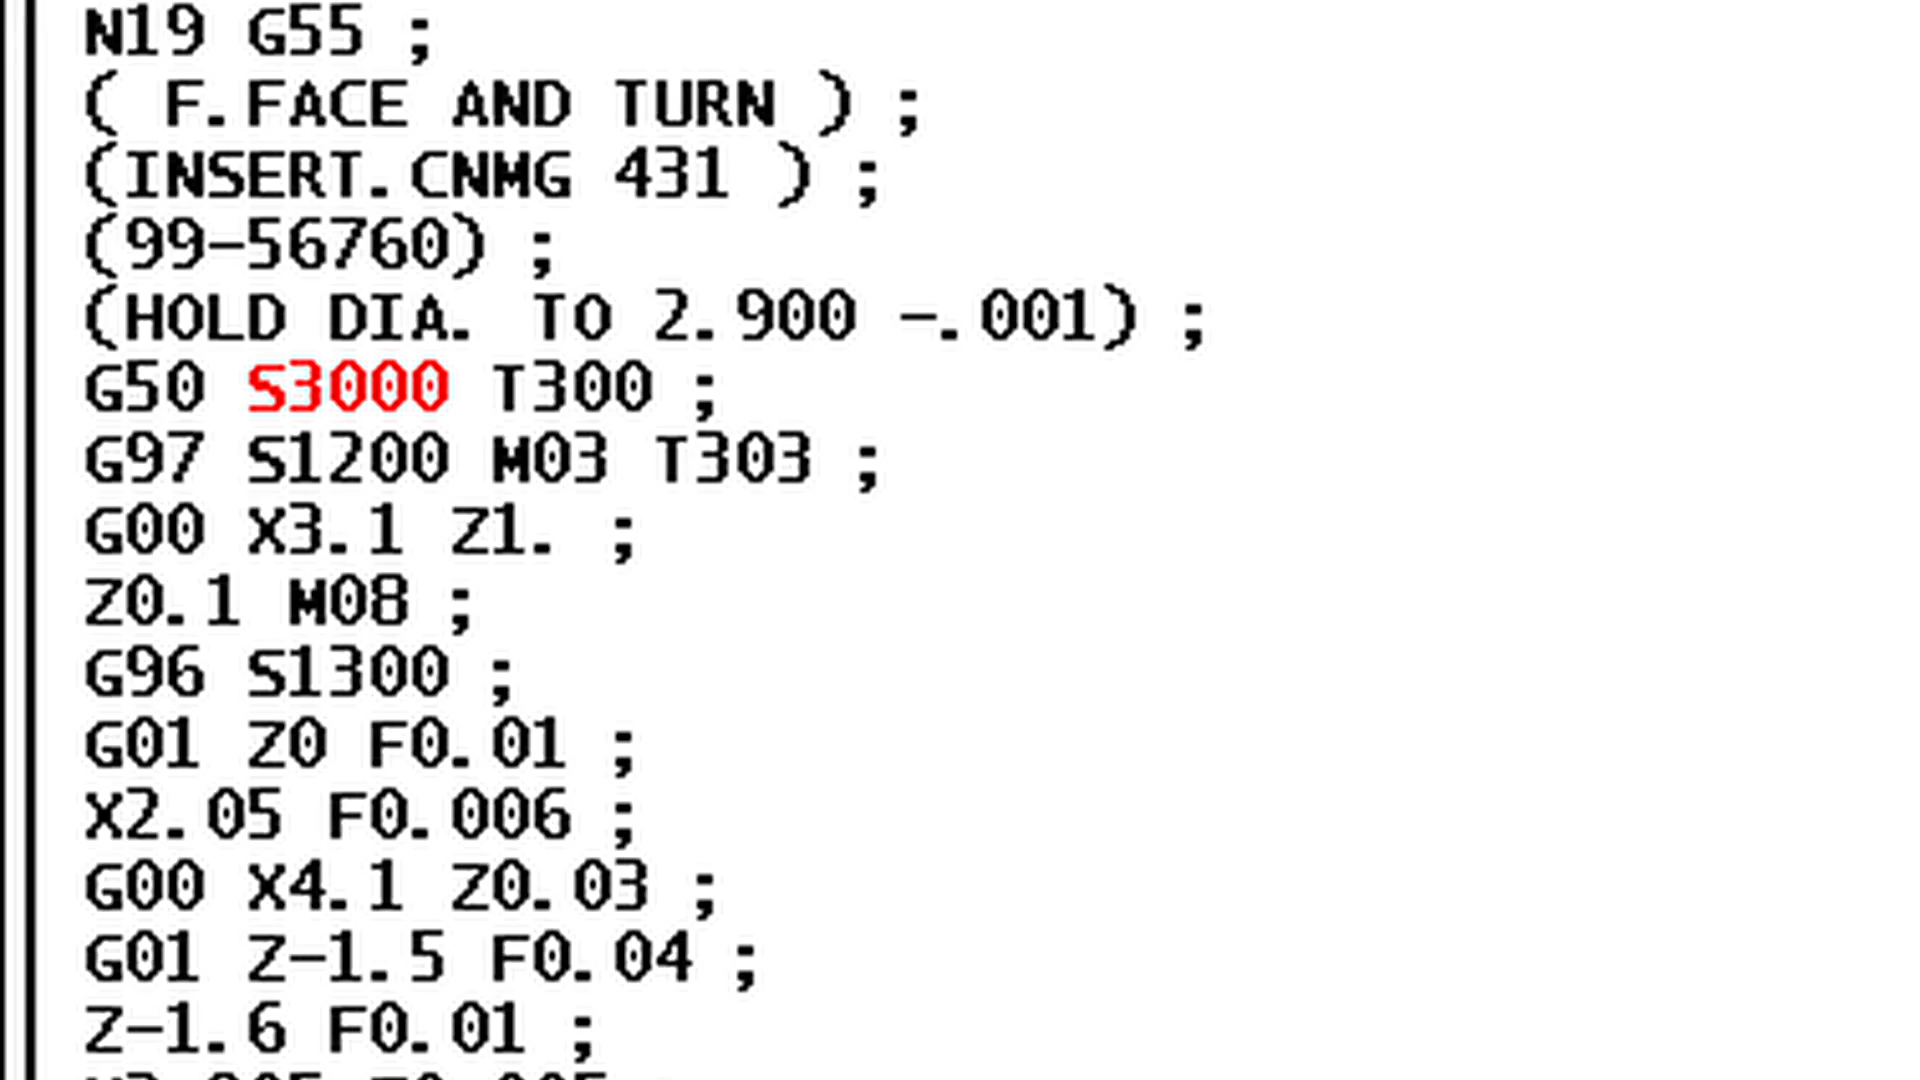 N19 G55 ;
( F.FACE AND TURN ) ;
(INSERT.CNMG 431 ) ;
(99-56760) ;
(HOLD DIA. TO 2.900 -.001) ;
G50 S3000 T300 ;
G97 S1200 M03 T303 ;
G00 X3.1 Z1. ;
Z0.1 M08 ;
G96 S1300 ;
G01 Z0 F0.01 ;
X2.05 F0.006 ;
G00 X4.1 Z0.03 ;
G01 Z-1.5 F0.04 ;
Z-1.6 F0.01 ;